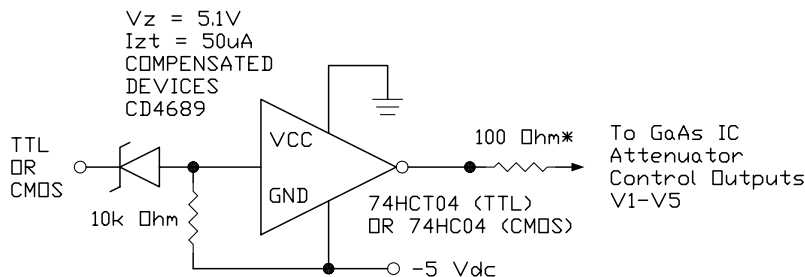 Vz = 5.1V
Izt = 50uA
COMPENSATED
DEVICES
CD4689
TTL
OR
CMOS
10k Ohm
VCC
GND
100 Ohm*
74HCT04 (TTL)
OR 74HC04 (CMOS)
-5 Vdc
To GaAs IC
Attenuator
Control Outputs
V1-V5